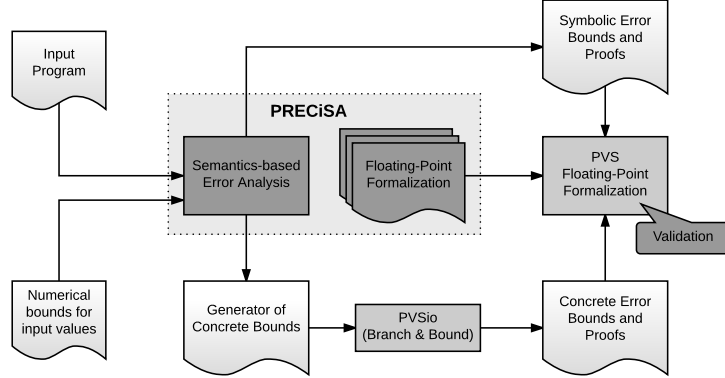 Input
Program
Symbolic Error
Bounds and
Proofs
PRECiSA
Semantics-based
Error Analysis
Floating-Point
Formalization
PVS
Floating-Point
Formalization
Validation
Numerical
bounds for
input values
Generator of
Concrete Bounds
PVSio
(Branch & Bound)
Concrete Error
Bounds and
Proofs